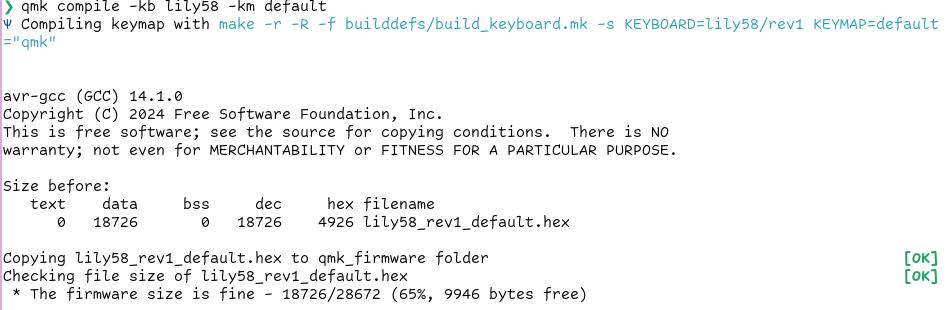 ❯ qmk compile -kb lily58 -km default
Ψ Compiling keymap with make -r -R -f builddefs/build_keyboard.mk -s KEYBOARD=lily58/rev1 KEYMAP=default
="qmk"
avr-gcc (GCC) 14.1.0
Copyright (C) 2024 Free Software Foundation, Inc.
This is free software; see the source for copying conditions.  There is NO
warranty; not even for MERCHANTABILITY or FITNESS FOR A PARTICULAR PURPOSE.
Size before:
   text    data     bss     dec     hex filename
      0   18726       0   18726    4926 lily58_rev1_default.hex
Copying lily58_rev1_default.hex to qmk_firmware folder [OK]
Checking file size of lily58_rev1_default.hex [OK]
 * The firmware size is fine - 18726/28672 (65%, 9946 bytes free)